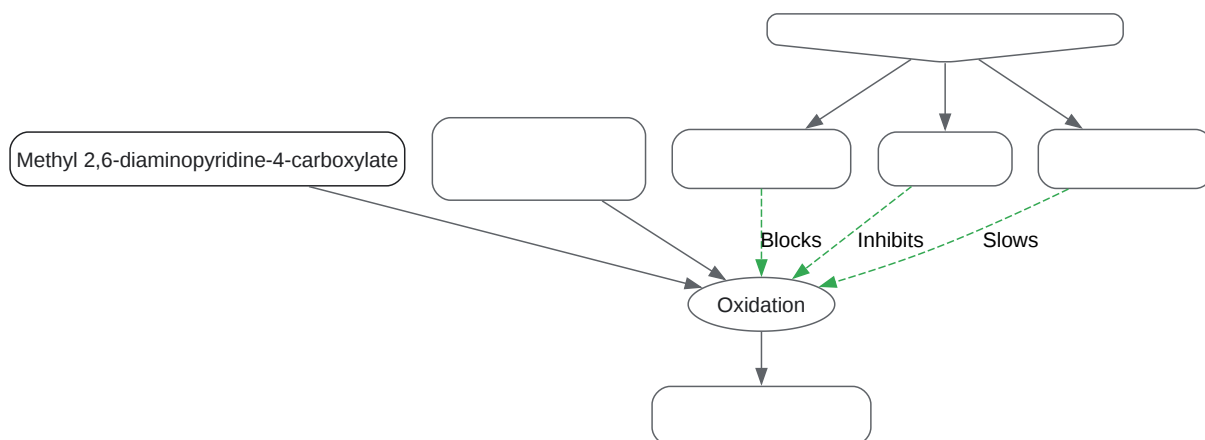 Methyl 2,6-diaminopyridine-4-carboxylate
Blocks
Inhibits
Slows
Oxidation